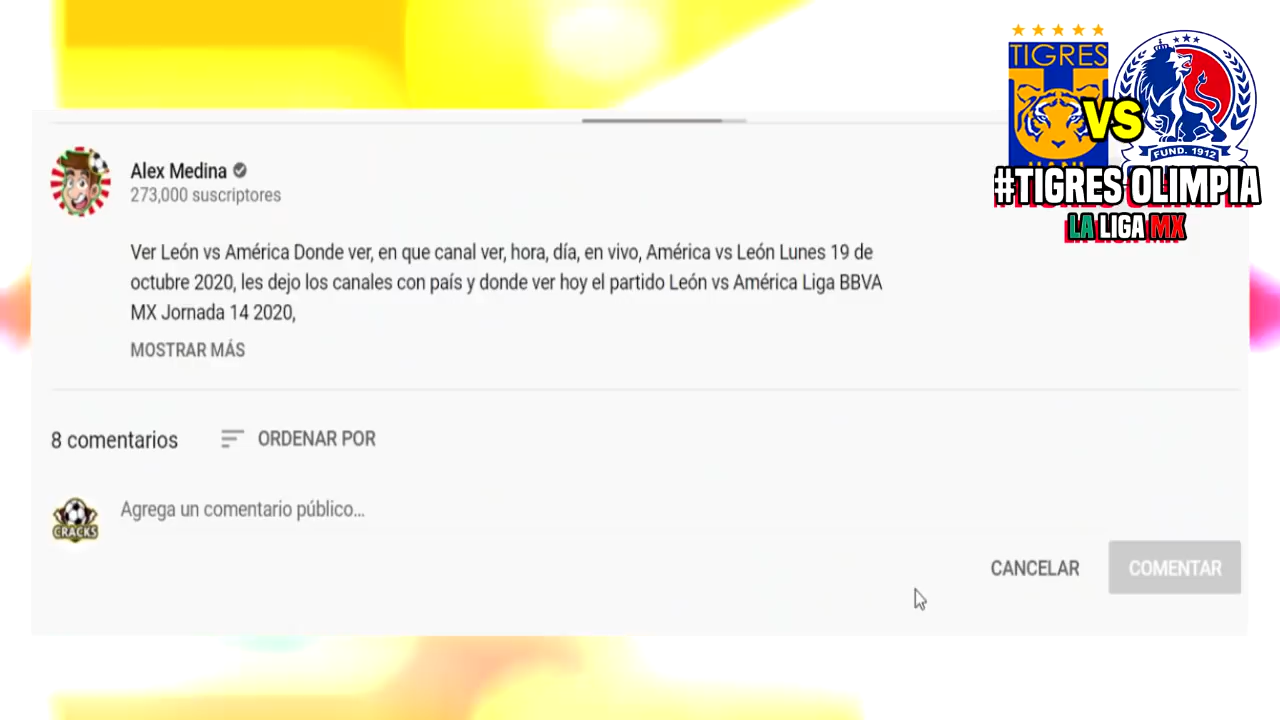 TIGRES
VS
FUND. 1912
#TIGRES OLIMPIA
LA LIGA MX
Alex Medina
273,000 suscriptores
Ver León vs América Donde ver, en que canal ver, hora, día, en vivo, América vs León Lunes 19 de
octubre 2020, les dejo los canales con país y donde ver hoy el partido León vs América Liga BBVA
MX Jornada 14 2020,
MOSTRAR MÁS
8 comentarios
ORDENAR POR
CRACKS
Agrega un comentario público...
CANCELAR
COMENTAR